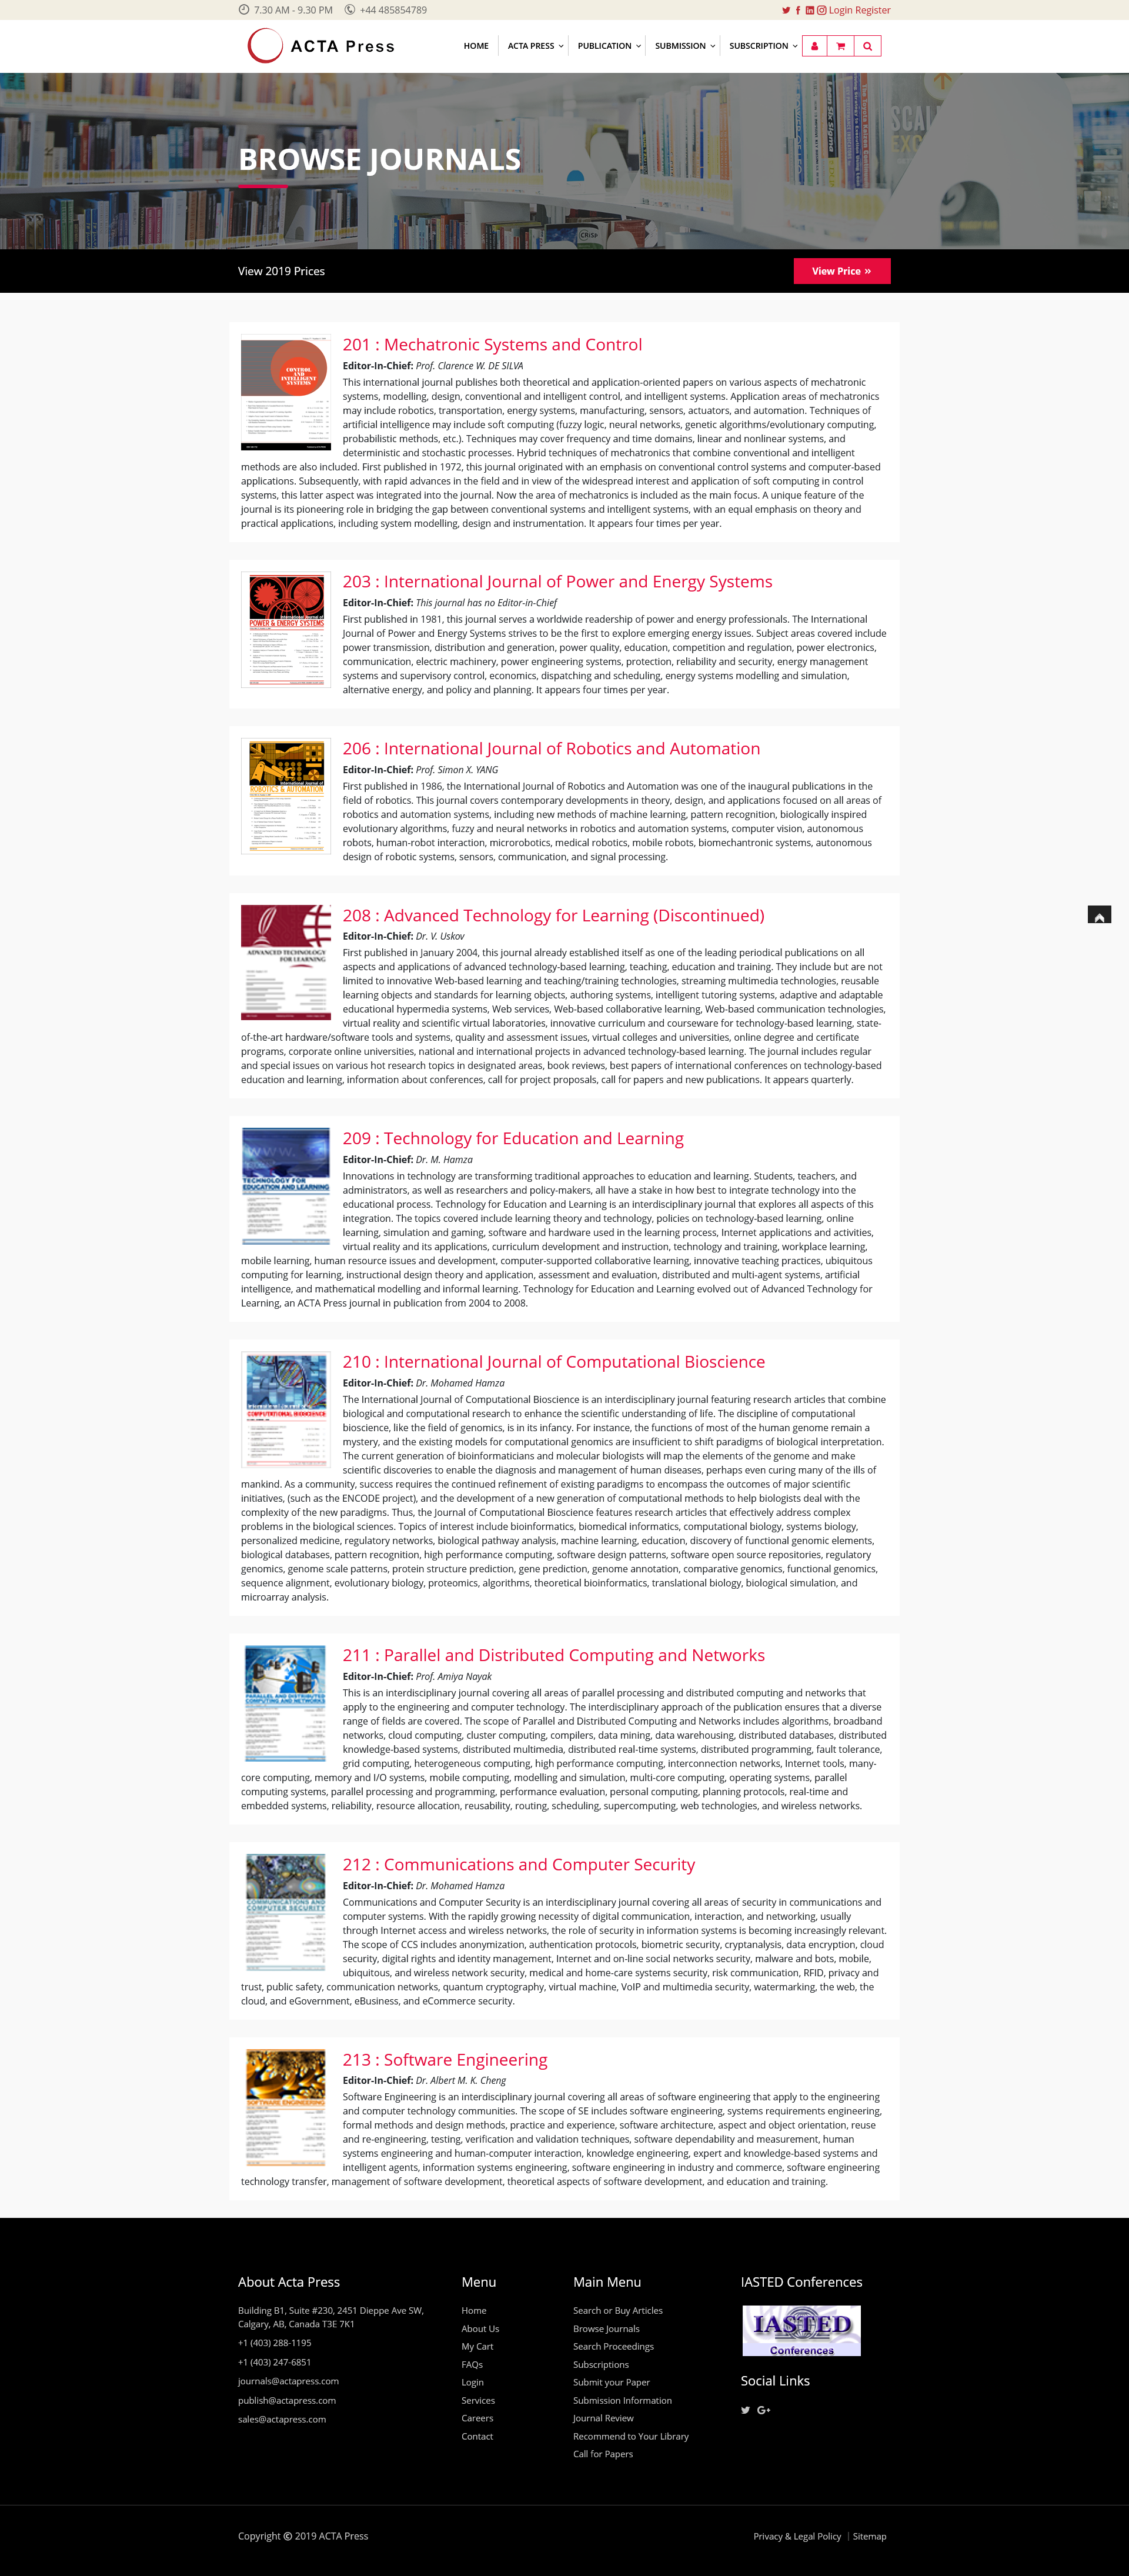 7.30 AM - 9.30 PM +44 485854789 Login Register
ACTA Press HOME ACTA PRESS PUBLICATION SUBMISSION SUBSCRIPTION
BROWSE JOURNALS
View 2019 Prices View Price »
201 : Mechatronic Systems and Control
Editor-In-Chief: Prof. Clarence W. DE SILVA
CONTROL AND INTELLIGENT SYSTEMS
This international journal publishes both theoretical and application-oriented papers on various aspects of mechatronic
systems, modelling, design, conventional and intelligent control, and intelligent systems. Application areas of mechatronics
may include robotics, transportation, energy systems, manufacturing, sensors, actuators, and automation. Techniques of
artificial intelligence may include soft computing (fuzzy logic, neural networks, genetic algorithms/evolutionary computing,
probabilistic methods, etc.). Techniques may cover frequency and time domains, linear and nonlinear systems, and
deterministic and stochastic processes. Hybrid techniques of mechatronics that combine conventional and intelligent
methods are also included. First published in 1972, this journal originated with an emphasis on conventional control systems and computer-based
applications. Subsequently, with rapid advances in the field and in view of the widespread interest and application of soft computing in control
systems, this latter aspect was integrated into the journal. Now the area of mechatronics is included as the main focus. A unique feature of the
journal is its pioneering role in bridging the gap between conventional systems and intelligent systems, with an equal emphasis on theory and
practical applications, including system modelling, design and instrumentation. It appears four times per year.
203 : International Journal of Power and Energy Systems
Editor-In-Chief: This journal has no Editor-in-Chief
International Journal of
POWER & ENERGY SYSTEMS
First published in 1981, this journal serves a worldwide readership of power and energy professionals. The International
Journal of Power and Energy Systems strives to be the first to explore emerging energy issues. Subject areas covered include
power transmission, distribution and generation, power quality, education, competition and regulation, power electronics,
communication, electric machinery, power engineering systems, protection, reliability and security, energy management
systems and supervisory control, economics, dispatching and scheduling, energy systems modelling and simulation,
alternative energy, and policy and planning. It appears four times per year.
206 : International Journal of Robotics and Automation
Editor-In-Chief: Prof. Simon X. YANG
International Journal of
ROBOTICS & AUTOMATION
First published in 1986, the International Journal of Robotics and Automation was one of the inaugural publications in the
field of robotics. This journal covers contemporary developments in theory, design, and applications focused on all areas of
robotics and automation systems, including new methods of machine learning, pattern recognition, biologically inspired
evolutionary algorithms, fuzzy and neural networks in robotics and automation systems, computer vision, autonomous
robots, human-robot interaction, microrobotics, medical robotics, mobile robots, biomechantronic systems, autonomous
design of robotic systems, sensors, communication, and signal processing.
208 : Advanced Technology for Learning (Discontinued)
Editor-In-Chief: Dr. V. Uskov
ADVANCED TECHNOLOGY FOR LEARNING
First published in January 2004, this journal already established itself as one of the leading periodical publications on all
aspects and applications of advanced technology-based learning, teaching, education and training. They include but are not
limited to innovative Web-based learning and teaching/training technologies, streaming multimedia technologies, reusable
learning objects and standards for learning objects, authoring systems, intelligent tutoring systems, adaptive and adaptable
educational hypermedia systems, Web services, Web-based collaborative learning, Web-based communication technologies,
virtual reality and scientific virtual laboratories, innovative curriculum and courseware for technology-based learning, state-
of-the-art hardware/software tools and systems, quality and assessment issues, virtual colleges and universities, online degree and certificate
programs, corporate online universities, national and international projects in advanced technology-based learning. The journal includes regular
and special issues on various hot research topics in designated areas, book reviews, best papers of international conferences on technology-based
education and learning, information about conferences, call for project proposals, call for papers and new publications. It appears quarterly.
209 : Technology for Education and Learning
Editor-In-Chief: Dr. M. Hamza
TECHNOLOGY FOR
EDUCATION AND LEARNING
Innovations in technology are transforming traditional approaches to education and learning. Students, teachers, and
administrators, as well as researchers and policy-makers, all have a stake in how best to integrate technology into the
educational process. Technology for Education and Learning is an interdisciplinary journal that explores all aspects of this
integration. The topics covered include learning theory and technology, policies on technology-based learning, online
learning, simulation and gaming, software and hardware used in the learning process, Internet applications and activities,
virtual reality and its applications, curriculum development and instruction, technology and training, workplace learning,
mobile learning, human resource issues and development, computer-supported collaborative learning, innovative teaching practices, ubiquitous
computing for learning, instructional design theory and application, assessment and evaluation, distributed and multi-agent systems, artificial
intelligence, and mathematical modelling and informal learning. Technology for Education and Learning evolved out of Advanced Technology for
Learning, an ACTA Press journal in publication from 2004 to 2008.
210 : International Journal of Computational Bioscience
Editor-In-Chief: Dr. Mohamed Hamza
International Journal of
COMPUTATIONAL BIOSCIENCE
The International Journal of Computational Bioscience is an interdisciplinary journal featuring research articles that combine
biological and computational research to enhance the scientific understanding of life. The discipline of computational
bioscience, like the field of genomics, is in its infancy. For instance, the functions of most of the human genome remain a
mystery, and the existing models for computational genomics are insufficient to shift paradigms of biological interpretation.
The current generation of bioinformaticians and molecular biologists will map the elements of the genome and make
scientific discoveries to enable the diagnosis and management of human diseases, perhaps even curing many of the ills of
mankind. As a community, success requires the continued refinement of existing paradigms to encompass the outcomes of major scientific
initiatives, (such as the ENCODE project), and the development of a new generation of computational methods to help biologists deal with the
complexity of the new paradigms. Thus, the Journal of Computational Bioscience features research articles that effectively address complex
problems in the biological sciences. Topics of interest include bioinformatics, biomedical informatics, computational biology, systems biology,
personalized medicine, regulatory networks, biological pathway analysis, machine learning, education, discovery of functional genomic elements,
biological databases, pattern recognition, high performance computing, software design patterns, software open source repositories, regulatory
genomics, genome scale patterns, protein structure prediction, gene prediction, genome annotation, comparative genomics, functional genomics,
sequence alignment, evolutionary biology, proteomics, algorithms, theoretical bioinformatics, translational biology, biological simulation, and
microarray analysis.
211 : Parallel and Distributed Computing and Networks
Editor-In-Chief: Prof. Amiya Nayak
PARALLEL AND DISTRIBUTED
COMPUTING AND NETWORKS
This is an interdisciplinary journal covering all areas of parallel processing and distributed computing and networks that
apply to the engineering and computer technology. The interdisciplinary approach of the publication ensures that a diverse
range of fields are covered. The scope of Parallel and Distributed Computing and Networks includes algorithms, broadband
networks, cloud computing, cluster computing, compilers, data mining, data warehousing, distributed databases, distributed
knowledge-based systems, distributed multimedia, distributed real-time systems, distributed programming, fault tolerance,
grid computing, heterogeneous computing, high performance computing, interconnection networks, Internet tools, many-
core computing, memory and I/O systems, mobile computing, modelling and simulation, multi-core computing, operating systems, parallel
computing systems, parallel processing and programming, performance evaluation, personal computing, planning protocols, real-time and
embedded systems, reliability, resource allocation, reusability, routing, scheduling, supercomputing, web technologies, and wireless networks.
212 : Communications and Computer Security
Editor-In-Chief: Dr. Mohamed Hamza
COMMUNICATIONS AND
COMPUTER SECURITY
Communications and Computer Security is an interdisciplinary journal covering all areas of security in communications and
computer systems. With the rapidly growing necessity of digital communication, interaction, and networking, usually
through Internet access and wireless networks, the role of security in information systems is becoming increasingly relevant.
The scope of CCS includes anonymization, authentication protocols, biometric security, cryptanalysis, data encryption, cloud
security, digital rights and identity management, Internet and on-line social networks security, malware and bots, mobile,
ubiquitous, and wireless network security, medical and home-care systems security, risk communication, RFID, privacy and
trust, public safety, communication networks, quantum cryptography, virtual machine, VoIP and multimedia security, watermarking, the web, the
cloud, and eGovernment, eBusiness, and eCommerce security.
213 : Software Engineering
Editor-In-Chief: Dr. Albert M. K. Cheng
SOFTWARE ENGINEERING
Software Engineering is an interdisciplinary journal covering all areas of software engineering that apply to the engineering
and computer technology communities. The scope of SE includes software engineering, systems requirements engineering,
formal methods and design methods, practice and experience, software architecture, aspect and object orientation, reuse
and re-engineering, testing, verification and validation techniques, software dependability and measurement, human
systems engineering and human-computer interaction, knowledge engineering, expert and knowledge-based systems and
intelligent agents, information systems engineering, software engineering in industry and commerce, software engineering
technology transfer, management of software development, theoretical aspects of software development, and education and training.
About Acta Press
Building B1, Suite #230, 2451 Dieppe Ave SW,
Calgary, AB, Canada T3E 7K1
+1 (403) 288-1195
+1 (403) 247-6851
journals@actapress.com
publish@actapress.com
sales@actapress.com
Menu
Home
About Us
My Cart
FAQs
Login
Services
Careers
Contact
Main Menu
Search or Buy Articles
Browse Journals
Search Proceedings
Subscriptions
Submit your Paper
Submission Information
Journal Review
Recommend to Your Library
Call for Papers
IASTED Conferences
IASTED
Conferences
Social Links
Copyright © 2019 ACTA Press Privacy & Legal Policy | Sitemap